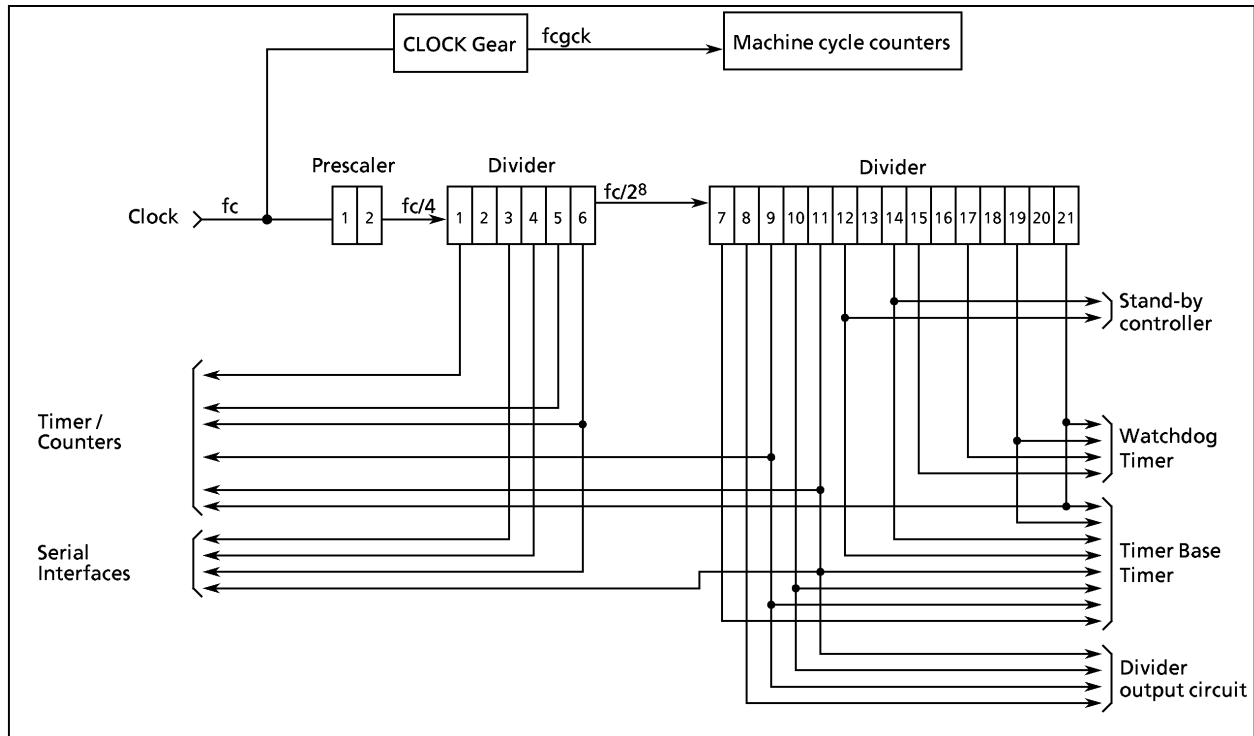 CLOCK Gear
fcgck
Machine cycle counters
Prescaler
Divider
Divider
Clock
fc
1 2
fc/4
1 2 3 4 5 6
fc/2⁸
7 8 9 10 11 12 13 14 15 16 17 18 19 20 21
Stand-by
controller
Timer /
Counters
Watchdog
Timer
Serial
Interfaces
Timer Base
Timer
Divider
output circuit